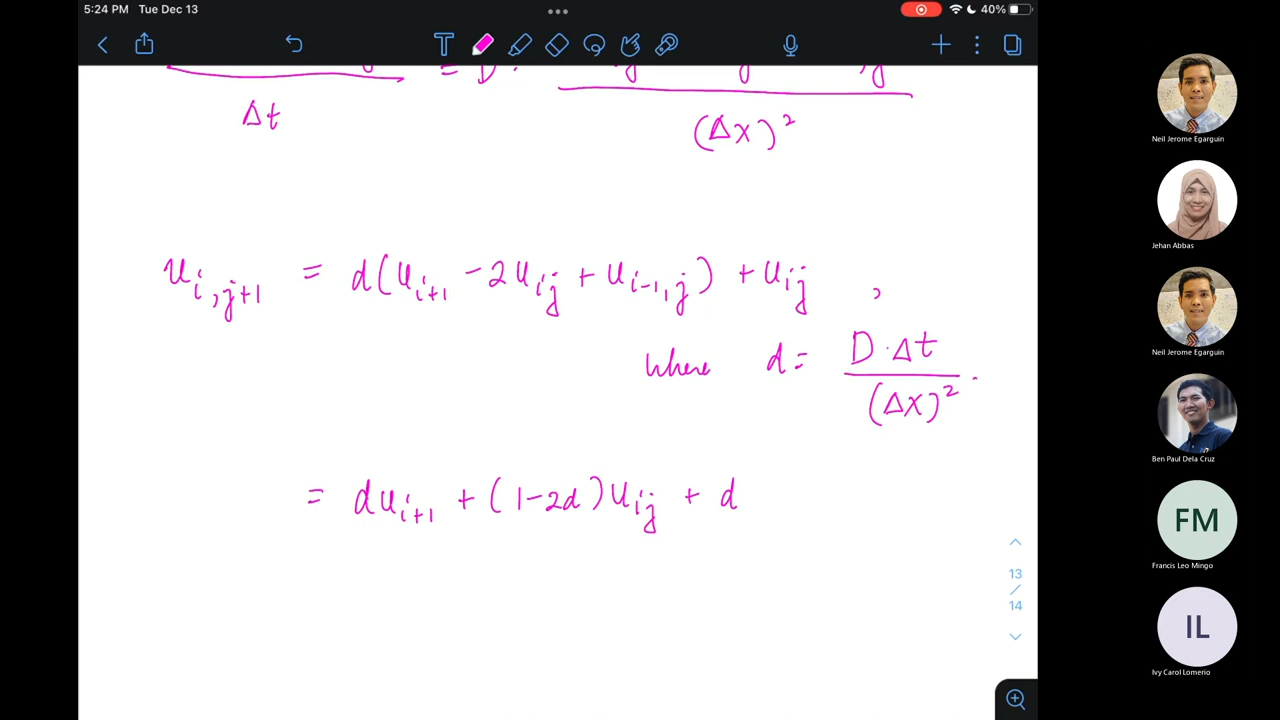 5:24 PM Tue Dec 13
40%
= D ·
Δt
(Δx)²
u_{i,j+1} = d(u_{i+1} - 2u_{ij} + u_{i-1,j}) + u_{ij} ,
where d = D·Δt / (Δx)² .
= du_{i+1} + (1-2d)u_{ij} + d
13
/
14
Neil Jerome Egarguin
Jehan Abbas
Neil Jerome Egarguin
Ben Paul Dela Cruz
FM
Francis Leo Mingo
IL
Ivy Carol Lomerio